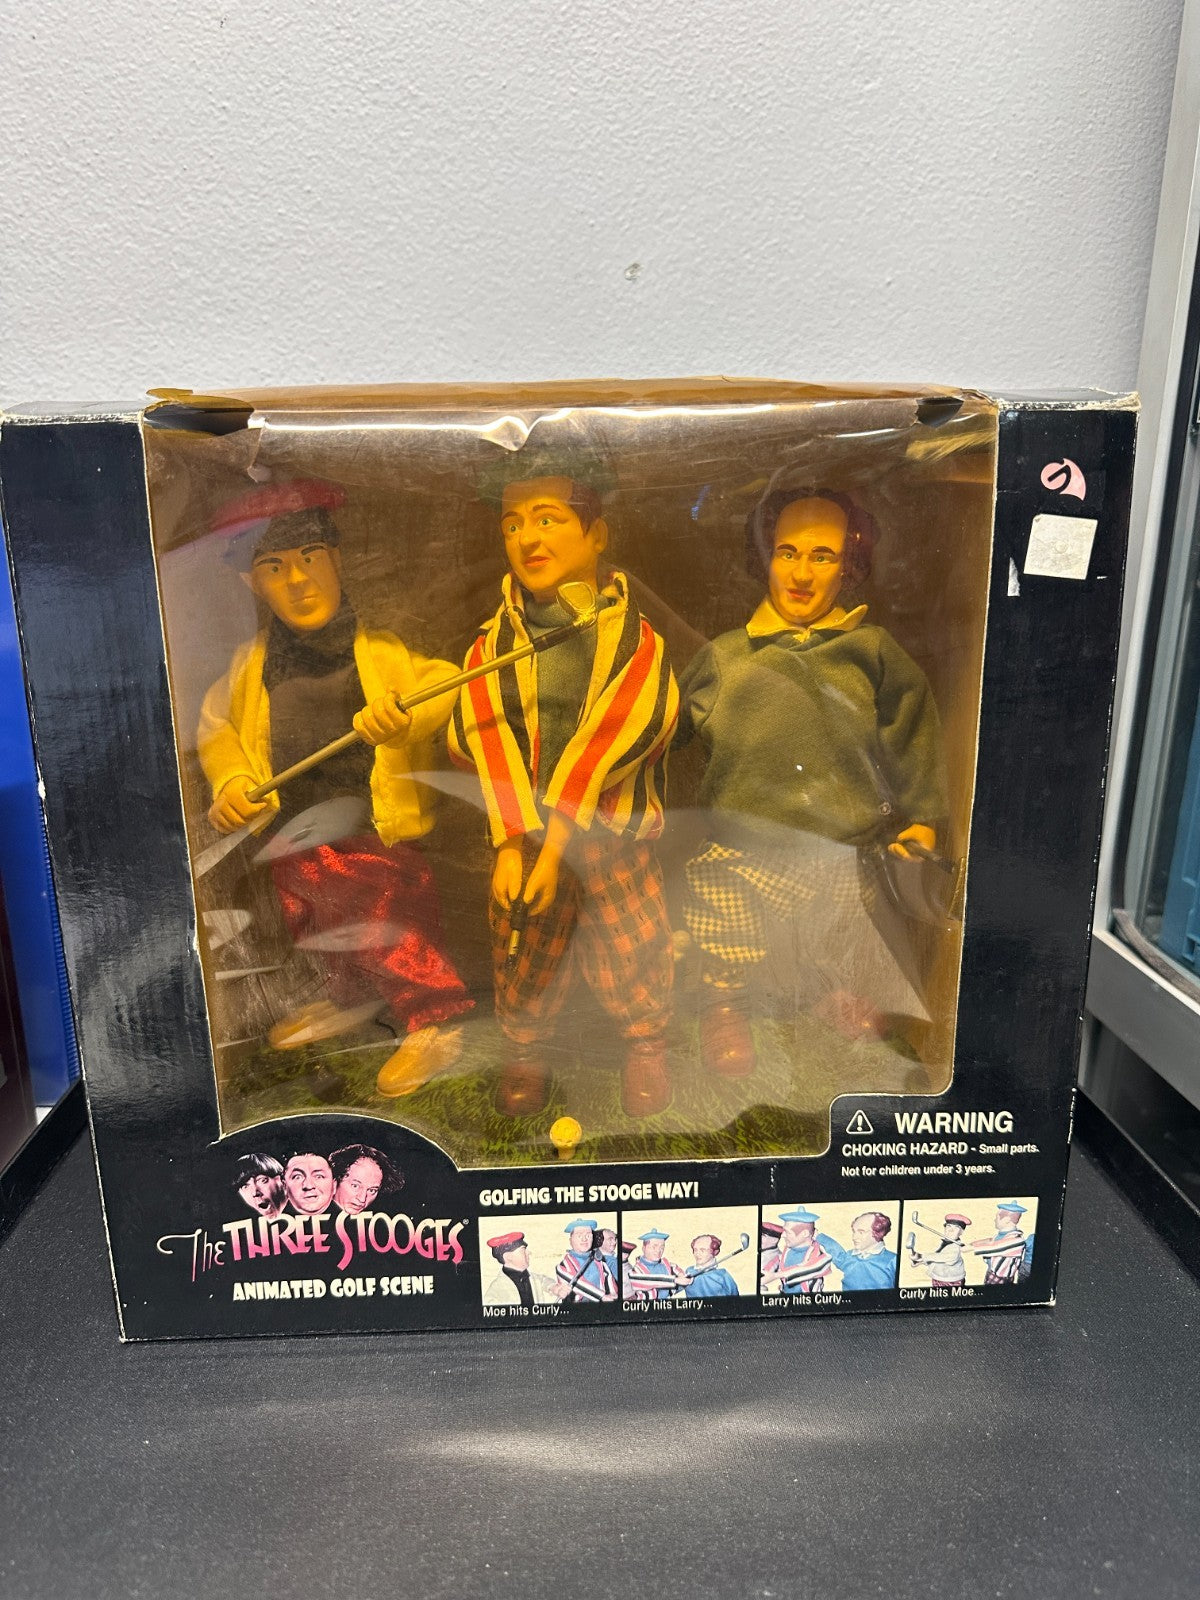 WARNING
CHOKING HAZARD - Small parts.
Not for children under 3 years.
The THREE STOOGES®
ANIMATED GOLF SCENE
GOLFING THE STOOGE WAY!
Moe hits Curly...
Curly hits Larry...
Larry hits Curly...
Curly hits Moe...